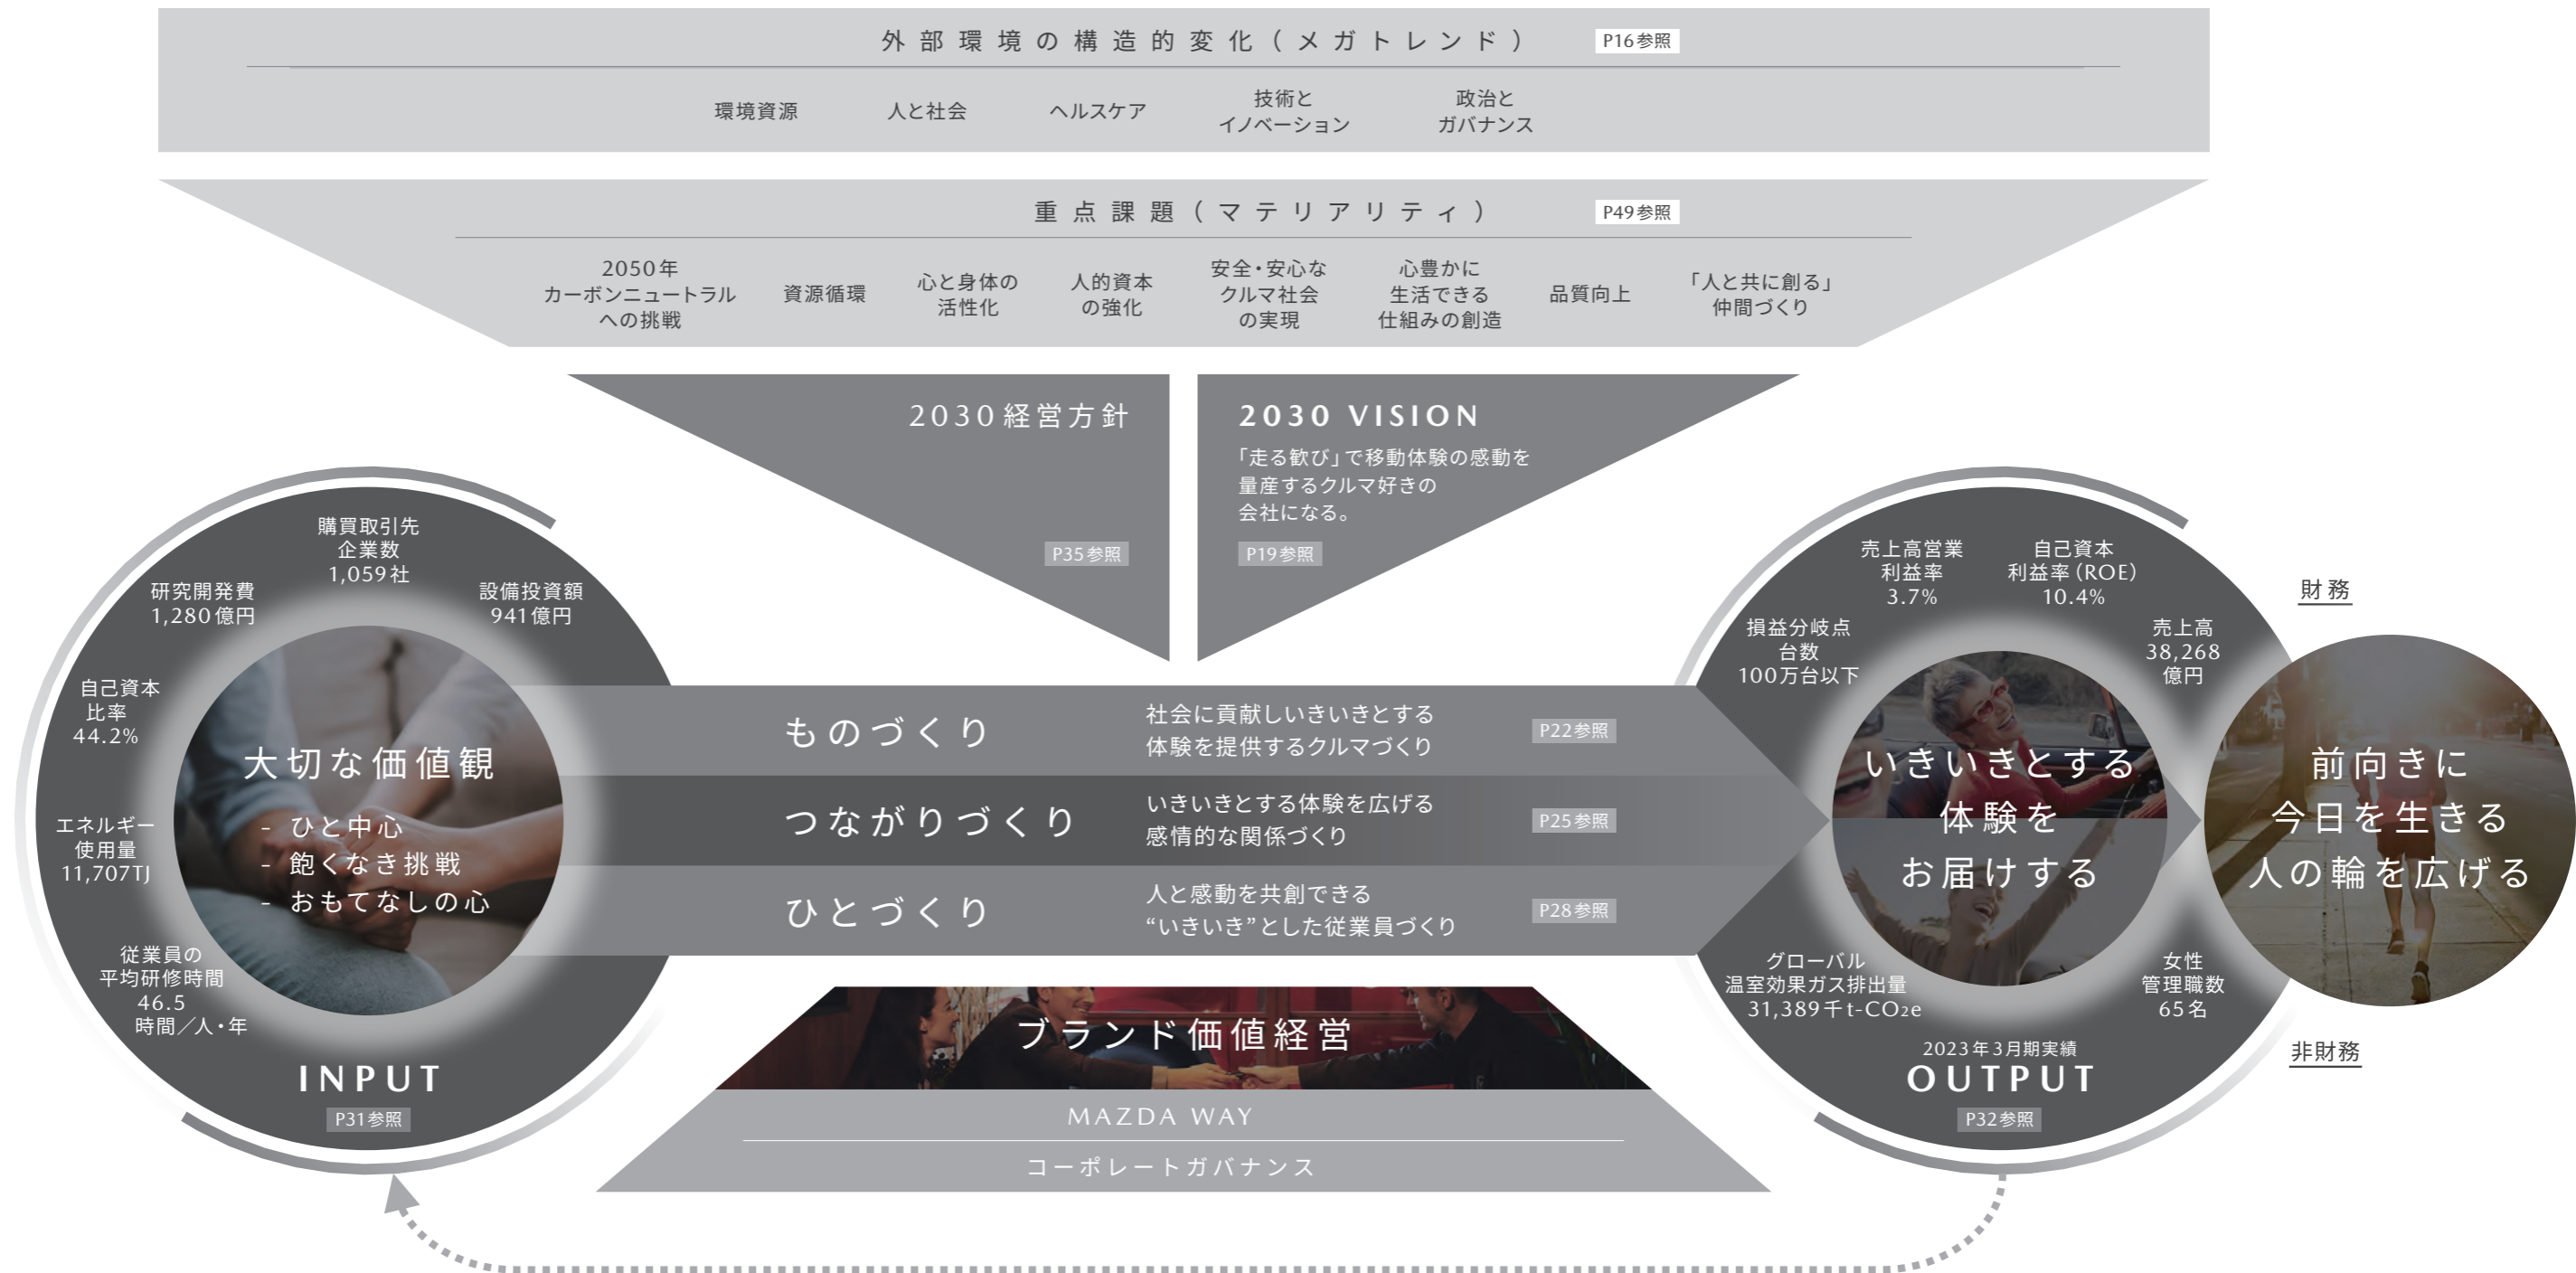 外部環境の構造的変化（メガトレンド） P16参照
環境資源
人と社会
ヘルスケア
技術と
イノベーション
政治と
ガバナンス
重点課題（マテリアリティ） P49参照
2050年
カーボンニュートラル
への挑戦
資源循環
心と身体の
活性化
人的資本
の強化
安全・安心な
クルマ社会
の実現
心豊かに
生活できる
仕組みの創造
品質向上
「人と共に創る」
仲間づくり
2030経営方針
P35参照
2030 VISION
「走る歓び」で移動体験の感動を
量産するクルマ好きの
会社になる。
P19参照
購買取引先
企業数
1,059社
研究開発費
1,280億円
設備投資額
941億円
自己資本
比率
44.2%
エネルギー
使用量
11,707TJ
従業員の
平均研修時間
46.5
時間／人・年
大切な価値観
- ひと中心
- 飽くなき挑戦
- おもてなしの心
INPUT
P31参照
ものづくり
社会に貢献しいきいきとする
体験を提供するクルマづくり
P22参照
つながりづくり
いきいきとする体験を広げる
感情的な関係づくり
P25参照
ひとづくり
人と感動を共創できる
“いきいき”とした従業員づくり
P28参照
ブランド価値経営
MAZDA WAY
コーポレートガバナンス
売上高営業
利益率
3.7%
自己資本
利益率（ROE）
10.4%
損益分岐点
台数
100万台以下
売上高
38,268
億円
いきいきとする
体験を
お届けする
グローバル
温室効果ガス排出量
31,389千t-CO2e
女性
管理職数
65名
2023年3月期実績
OUTPUT
P32参照
財務
前向きに
今日を生きる
人の輪を広げる
非財務